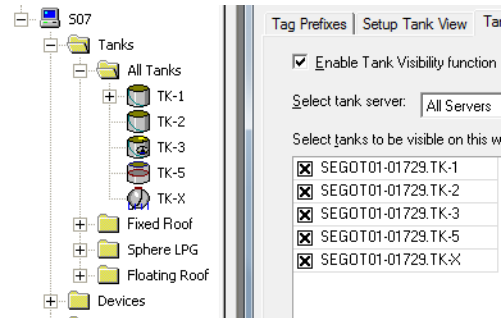 S07
Tanks
All Tanks
TK-1
TK-2
TK-3
TK-5
TK-X
Fixed Roof
Sphere LPG
Floating Roof
Devices
Tag Prefixes Setup Tank View Ta
Enable Tank Visibility function
Select tank server: All Servers
Select tanks to be visible on this w
SEGOT01-01729.TK-1
SEGOT01-01729.TK-2
SEGOT01-01729.TK-3
SEGOT01-01729.TK-5
SEGOT01-01729.TK-X